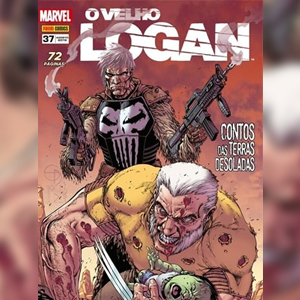 MARVEL
37
O VELHO
LOGAN
72
PÁGINAS
CONTOS
DAS TERRAS
DESOLADAS